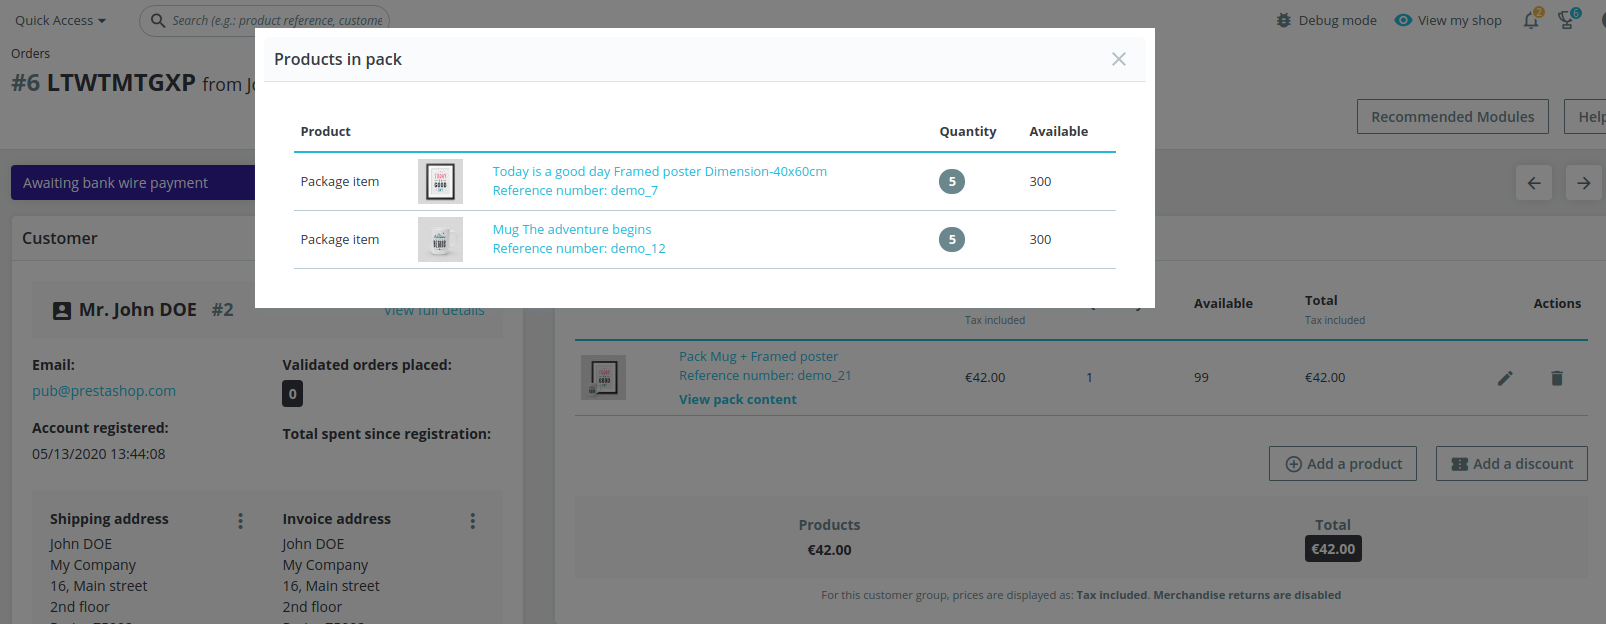 Quick Access
Search (e.g.: product reference, custome
Debug mode
View my shop
2
6
Orders
#6 LTWTMTGXP from
Recommended Modules
Help
Awaiting bank wire payment
Products in pack
Product Quantity Available
Package item
Today is a good day Framed poster Dimension-40x60cm
Reference number: demo_7
5
300
Package item
Mug The adventure begins
Reference number: demo_12
5
300
Customer
Mr. John DOE #2
View full details
Email:
pub@prestashop.com
Account registered:
05/13/2020 13:44:08
Validated orders placed:
0
Total spent since registration:
Shipping address
John DOE
My Company
16, Main street
2nd floor
Invoice address
John DOE
My Company
16, Main street
2nd floor
Tax included
Available
Total
Tax included
Actions
Pack Mug + Framed poster
Reference number: demo_21
View pack content
€42.00
1
99
€42.00
Add a product
Add a discount
Products
€42.00
Total
€42.00
For this customer group, prices are displayed as: Tax included. Merchandise returns are disabled